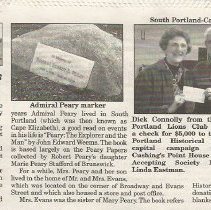 South Portland-C
Admiral Peary marker
years Admiral Peary lived in South
Portland (which was then known as
Cape Elizabeth), a good read on events
in his life is "Peary: The Explorer and the
Man" by John Edward Weems. The book
is based largely on the Peary Papers
collected by Robert Peary's daughter
Marie Peary Stafford of Brunswick.
For a while, Mrs. Peary and her son
lived in the home of Mr. and Mrs. Evans,
which was located on the corner of Broadway and Evans
Street and which also housed a store and post office.
Mrs. Evans was the sister of Mary Peary. The book refers
Dick Connolly from th
Portland Lions Club
a check for $5,000 to t
Portland Historical
capital campaign
Cushing's Point House
Accepting Society
Linda Eastman.
Histor
donati
blanks